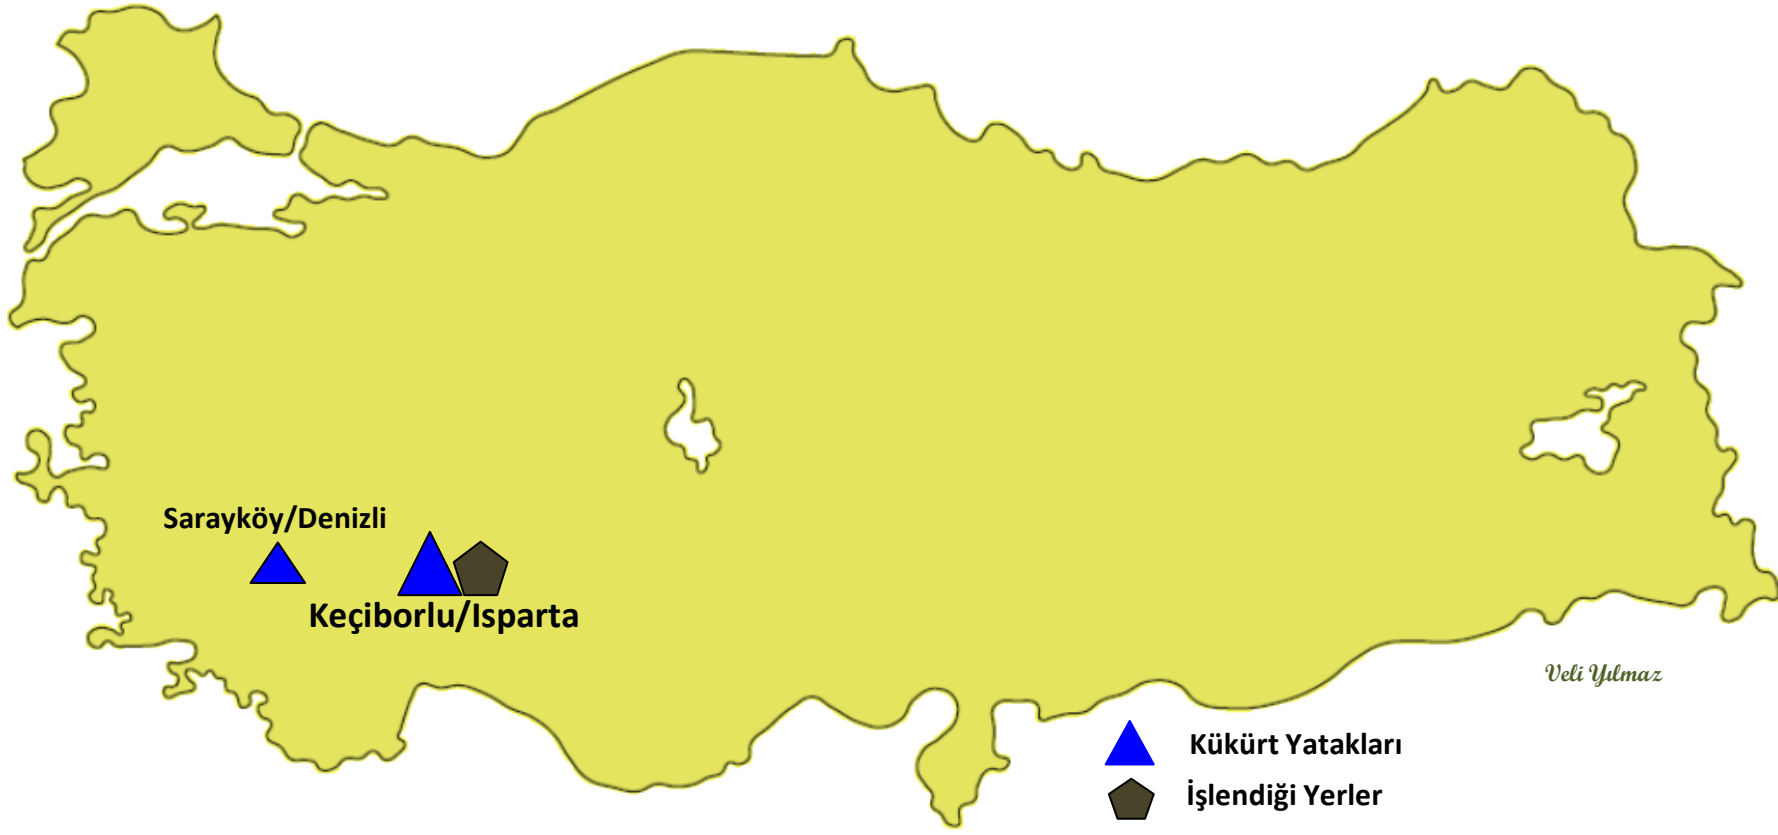 Sarayköy/Denizli
Keçiborlu/Isparta
Veli Yılmaz
Kükürt Yatakları
İşlendiği Yerler